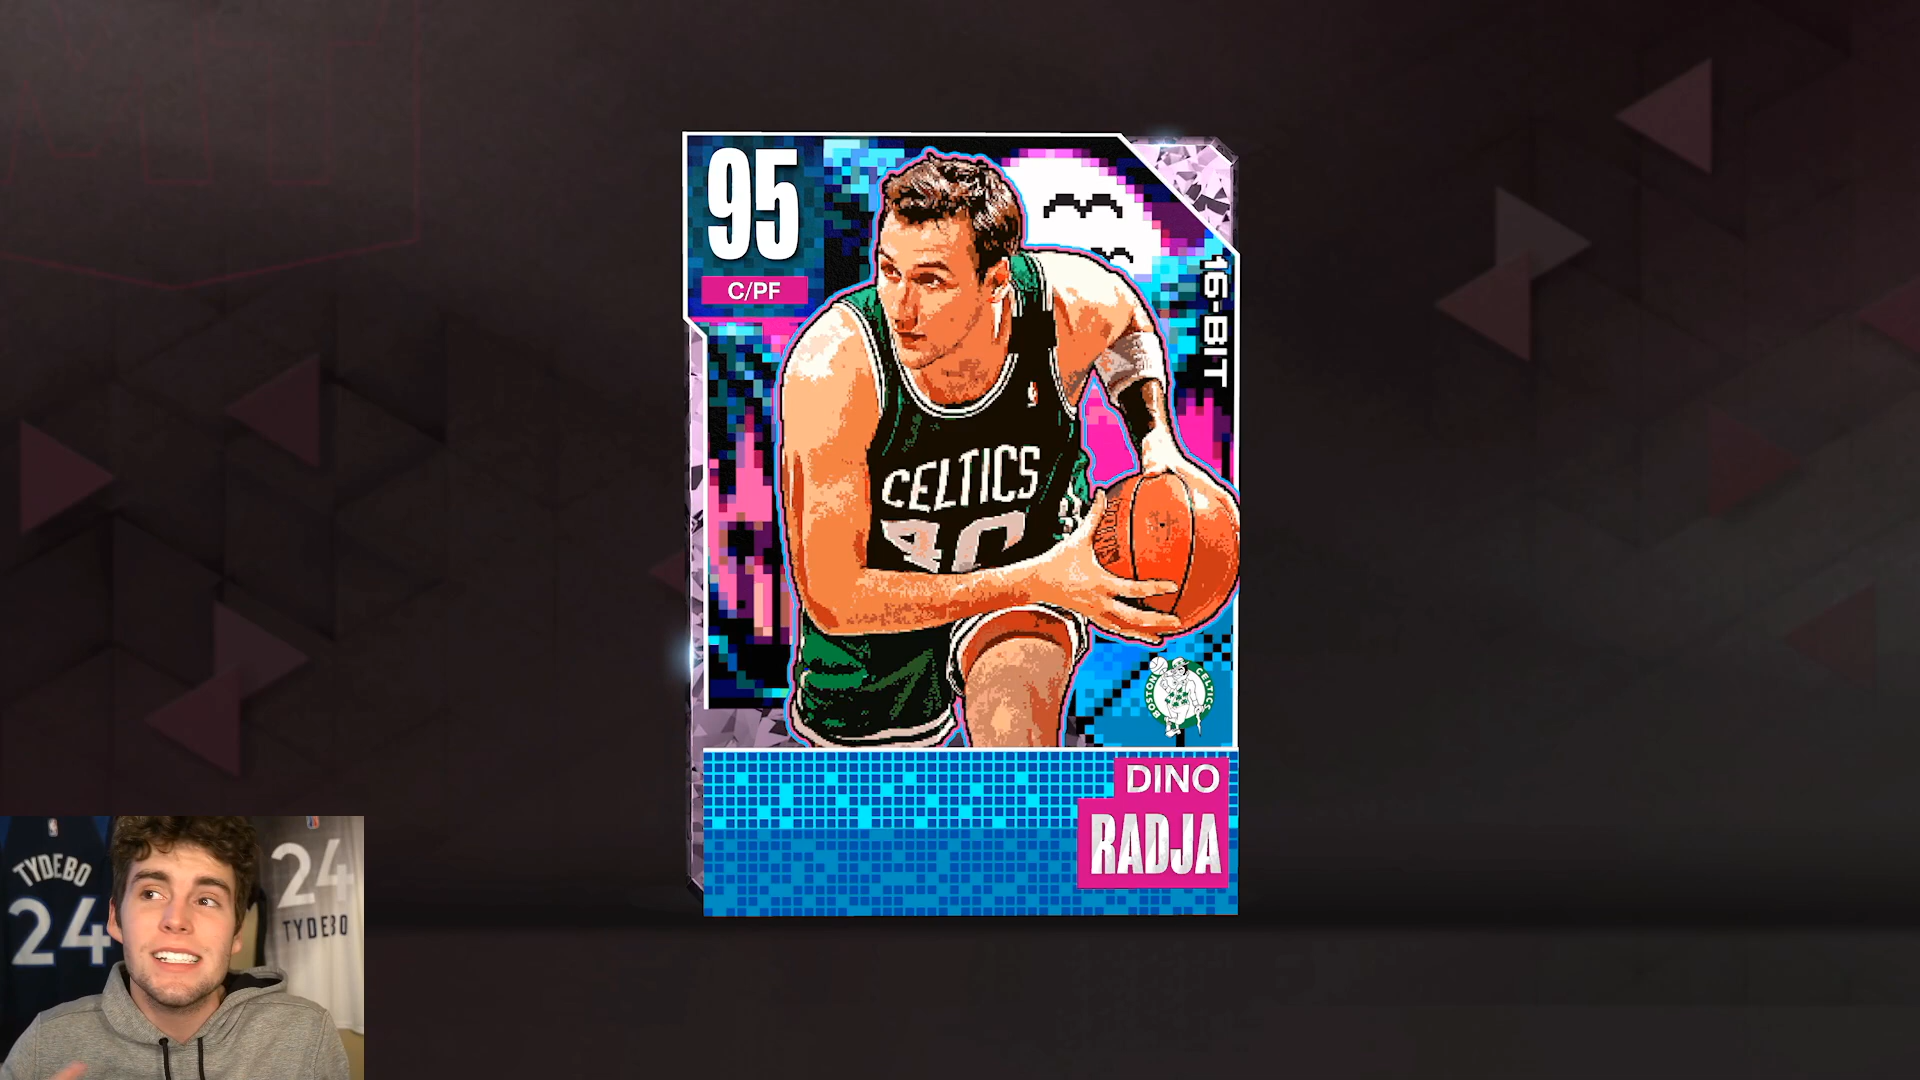 95
C/PF
16-BIT
CELTICS
40
BOSTON CELTICS
DINO
RADJA
TYDEBO
24
24
TYDEBO